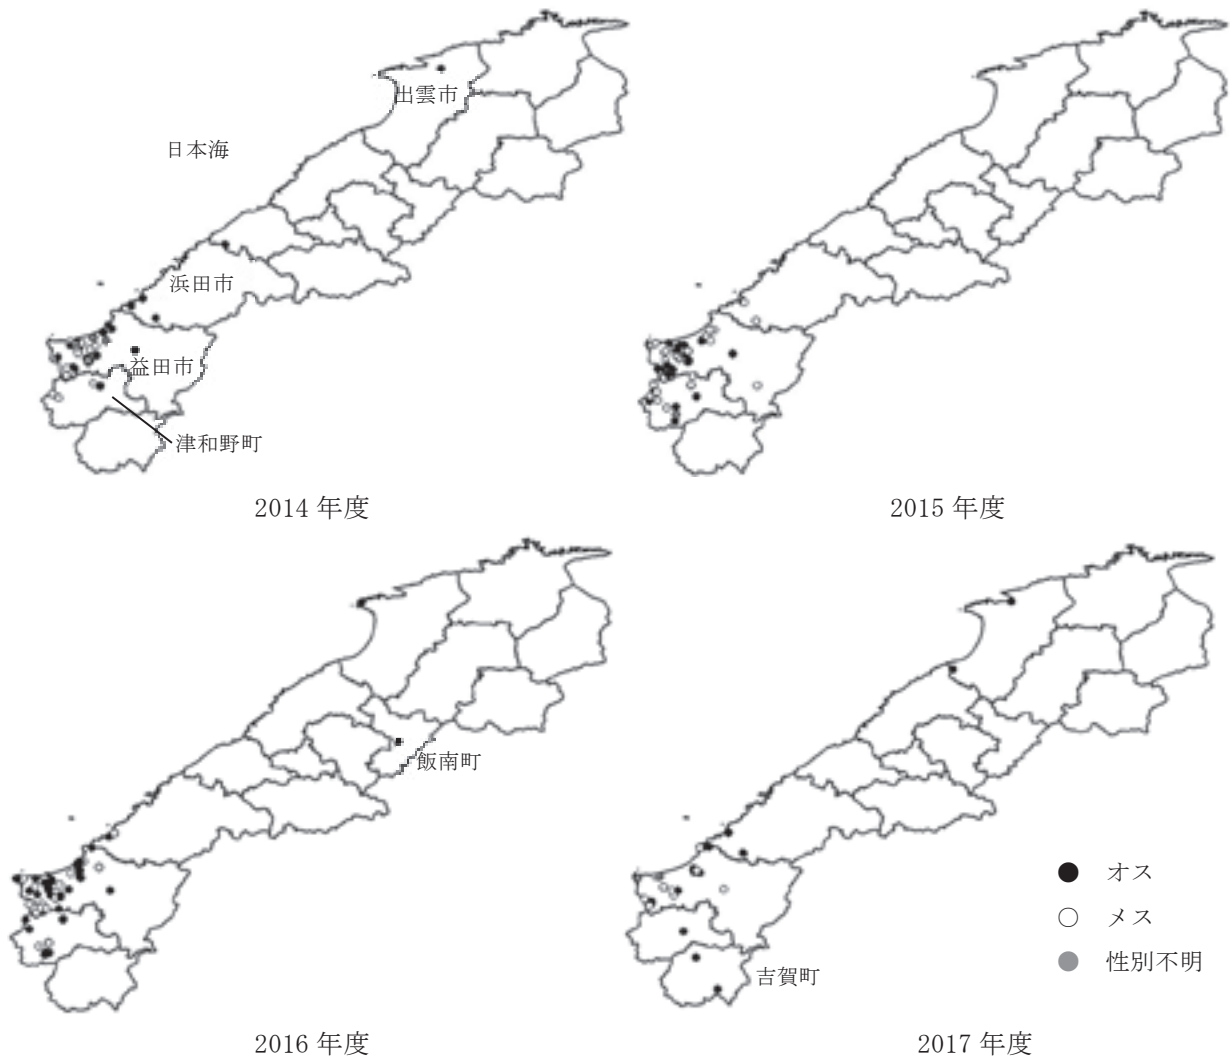 出雲市
日本海
浜田市
益田市
津和野町
2014 年度
2015 年度
飯南町
吉賀町
オス
メス
性別不明
2016 年度
2017 年度